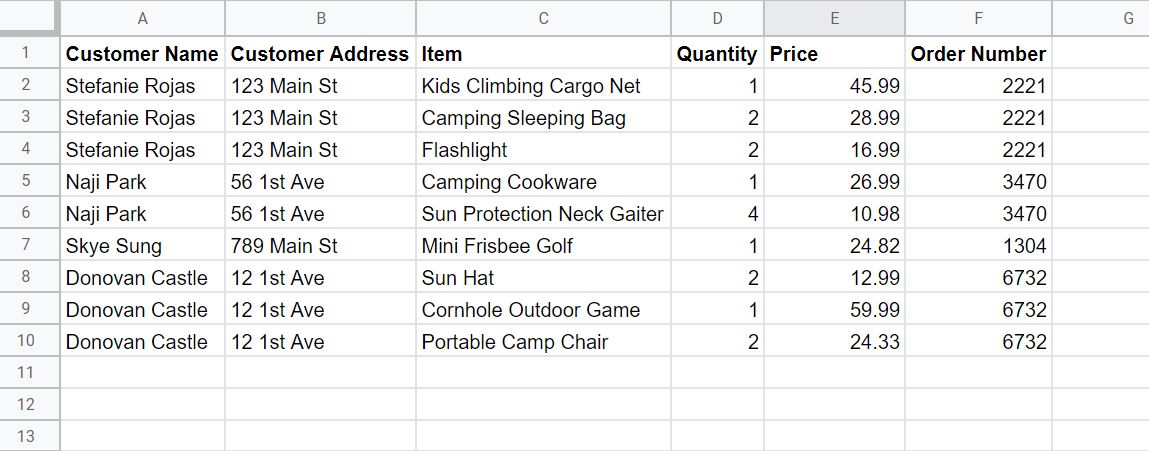 A B C D E F G
1 Customer Name Customer Address Item Quantity Price Order Number
2 Stefanie Rojas 123 Main St Kids Climbing Cargo Net 1 45.99 2221
3 Stefanie Rojas 123 Main St Camping Sleeping Bag 2 28.99 2221
4 Stefanie Rojas 123 Main St Flashlight 2 16.99 2221
5 Naji Park 56 1st Ave Camping Cookware 1 26.99 3470
6 Naji Park 56 1st Ave Sun Protection Neck Gaiter 4 10.98 3470
7 Skye Sung 789 Main St Mini Frisbee Golf 1 24.82 1304
8 Donovan Castle 12 1st Ave Sun Hat 2 12.99 6732
9 Donovan Castle 12 1st Ave Cornhole Outdoor Game 1 59.99 6732
10 Donovan Castle 12 1st Ave Portable Camp Chair 2 24.33 6732
11
12
13